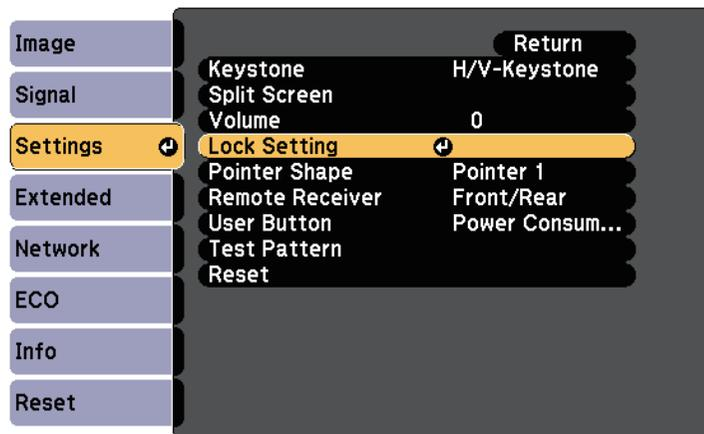 Image
Signal
Settings
Extended
Network
ECO
Info
Reset
Return
Keystone H/V-Keystone
Split Screen
Volume 0
Lock Setting
Pointer Shape Pointer 1
Remote Receiver Front/Rear
User Button Power Consum...
Test Pattern
Reset